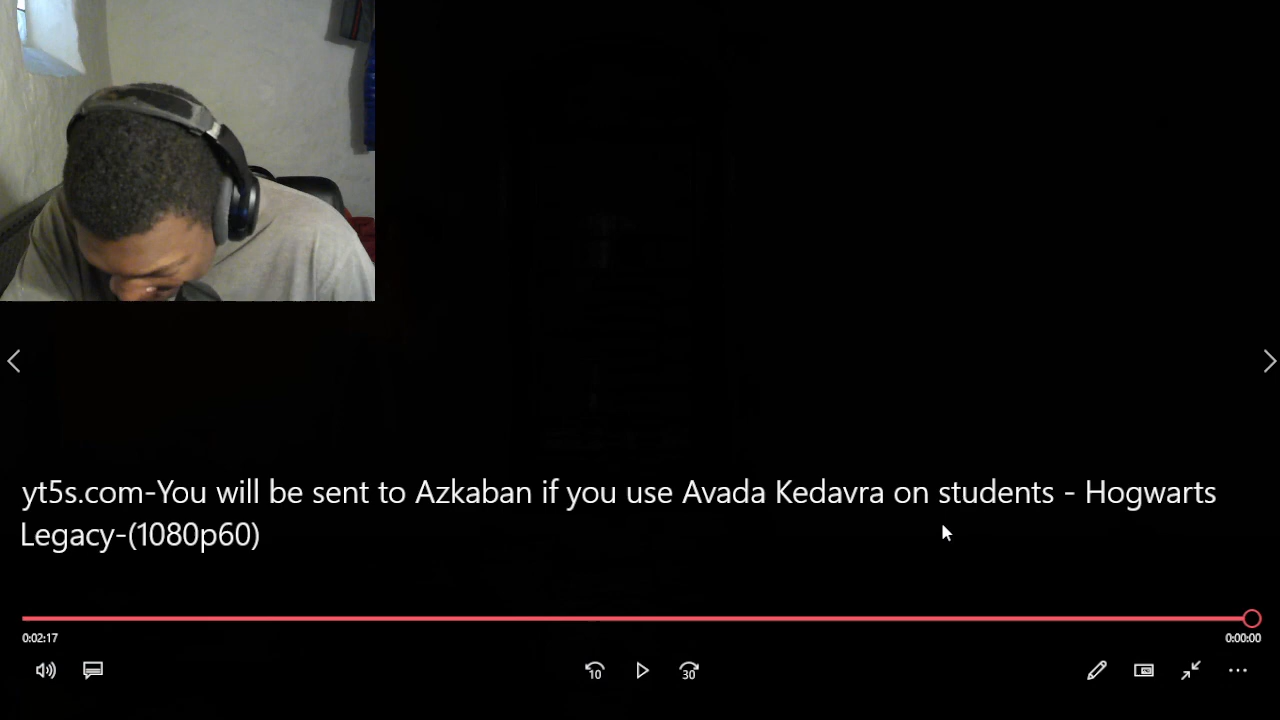 yt5s.com-You will be sent to Azkaban if you use Avada Kedavra on students - Hogwarts
Legacy-(1080p60)
0:02:17
0:00:00
10
30